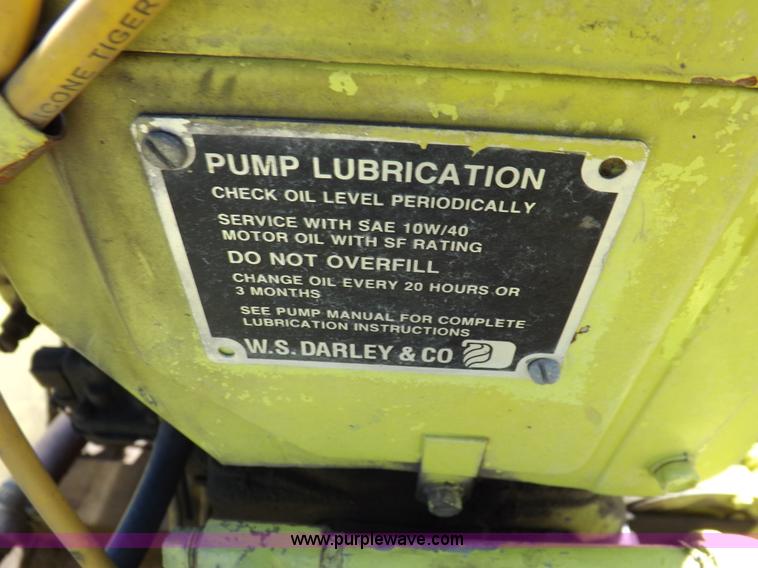 ICONE TIGER
PUMP LUBRICATION
CHECK OIL LEVEL PERIODICALLY
SERVICE WITH SAE 10W/40
MOTOR OIL WITH SF RATING
DO NOT OVERFILL
CHANGE OIL EVERY 20 HOURS OR
3 MONTHS
SEE PUMP MANUAL FOR COMPLETE
LUBRICATION INSTRUCTIONS
W.S. DARLEY & CO
www.purplewave.com